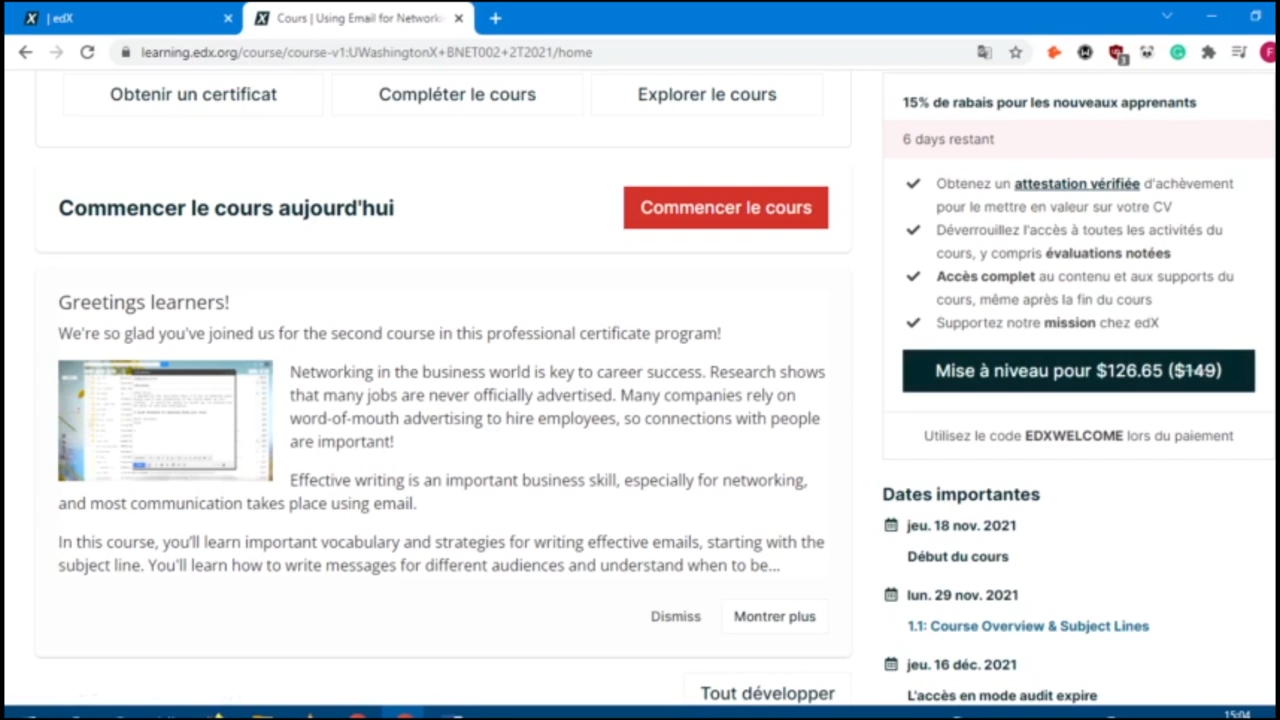 | edX
Cours | Using Email for Network
learning.edx.org/course/course-v1:UWashingtonX+BNET002+2T2021/home
Obtenir un certificat
Compléter le cours
Explorer le cours
Commencer le cours aujourd'hui
Commencer le cours
Greetings learners!
We're so glad you've joined us for the second course in this professional certificate program!
Networking in the business world is key to career success. Research shows
that many jobs are never officially advertised. Many companies rely on
word-of-mouth advertising to hire employees, so connections with people
are important!
Effective writing is an important business skill, especially for networking,
and most communication takes place using email.
In this course, you'll learn important vocabulary and strategies for writing effective emails, starting with the
subject line. You'll learn how to write messages for different audiences and understand when to be...
Dismiss
Montrer plus
Tout développer
15% de rabais pour les nouveaux apprenants
6 days restant
Obtenez un attestation vérifiée d'achèvement
pour le mettre en valeur sur votre CV
Déverrouillez l'accès à toutes les activités du
cours, y compris évaluations notées
Accès complet au contenu et aux supports du
cours, même après la fin du cours
Supportez notre mission chez edX
Mise à niveau pour $126.65 ($149)
Utilisez le code EDXWELCOME lors du paiement
Dates importantes
jeu. 18 nov. 2021
Début du cours
lun. 29 nov. 2021
1.1: Course Overview & Subject Lines
jeu. 16 déc. 2021
L'accès en mode audit expire
15:04